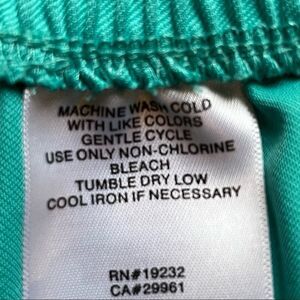 MACHINE WASH COLD
WITH LIKE COLORS
GENTLE CYCLE
USE ONLY NON-CHLORINE
BLEACH
TUMBLE DRY LOW
COOL IRON IF NECESSARY
RN#19232
CA#29961